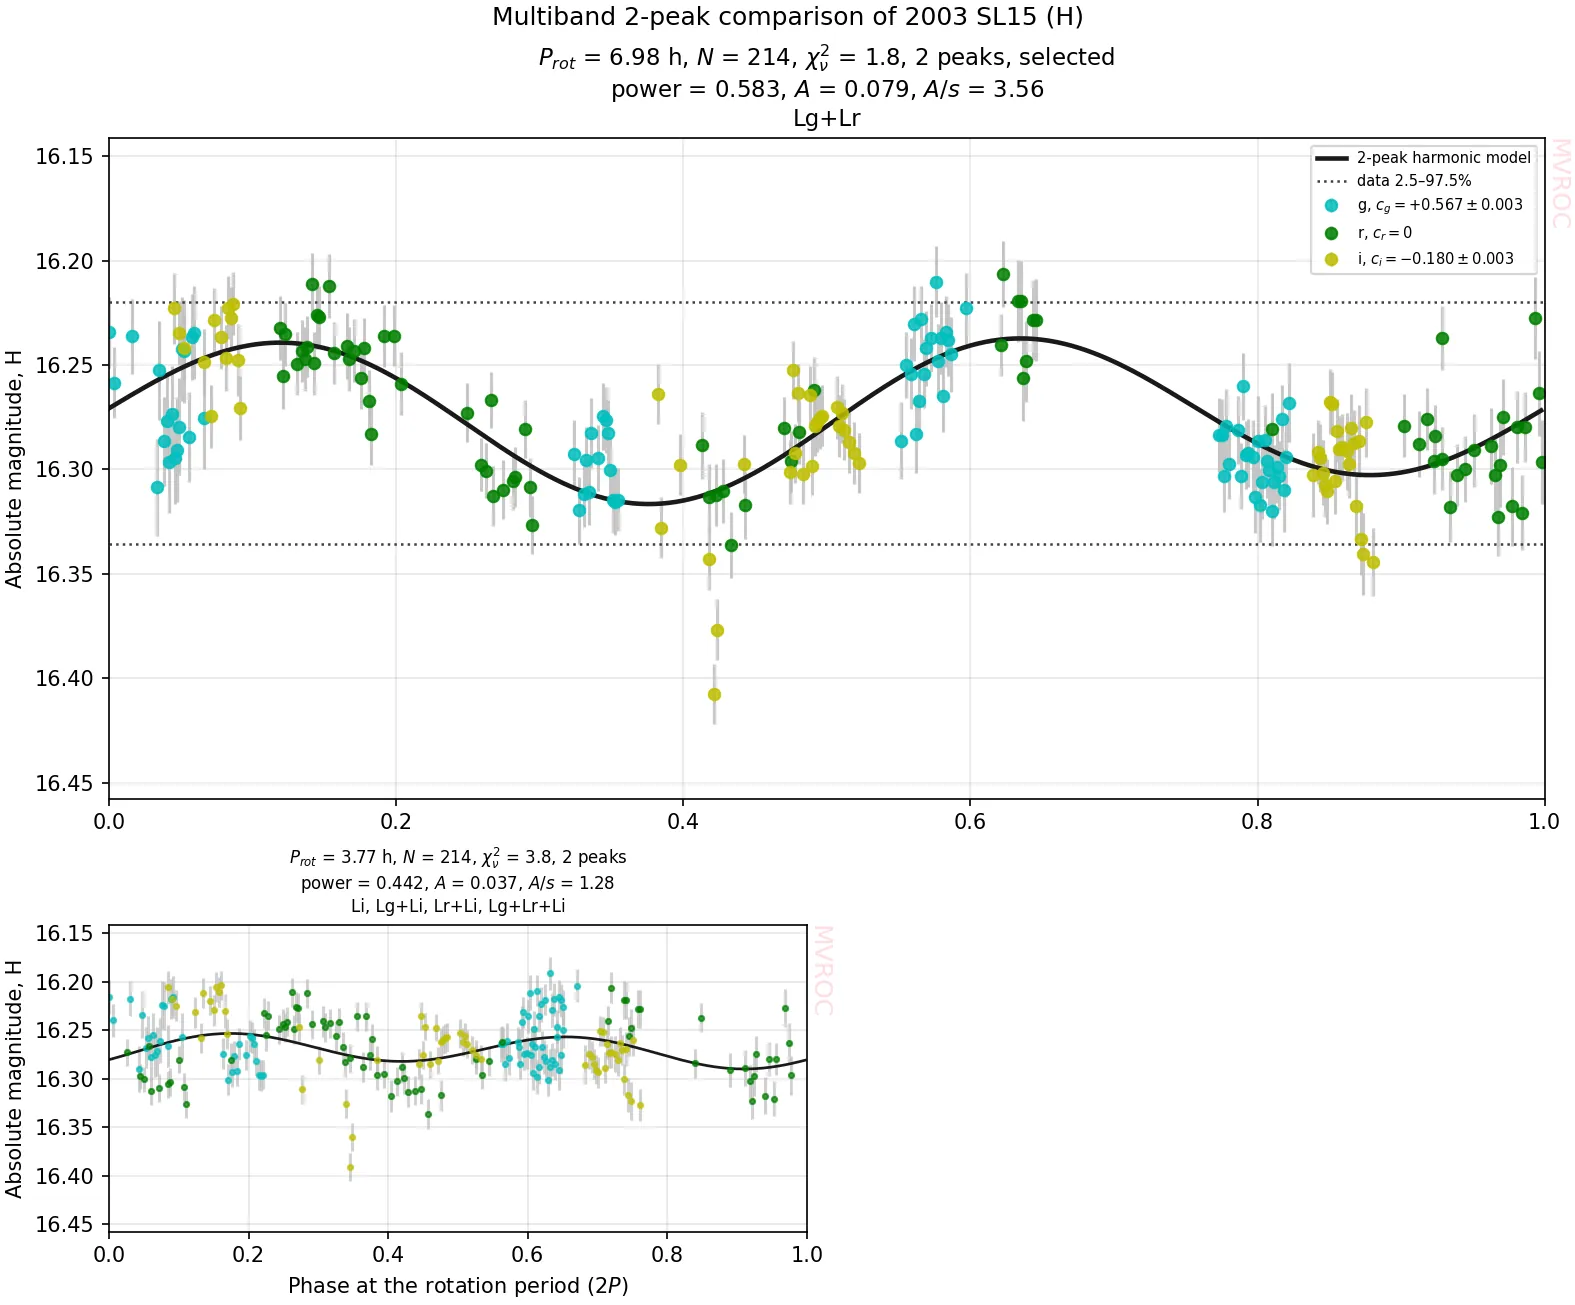 Multiband 2-peak comparison of 2003 SL15 (H)
P_rot = 6.98 h, N = 214, χ²_ν = 1.8, 2 peaks, selected
power = 0.583, A = 0.079, A/s = 3.56
Lg+Lr
MVROC
2-peak harmonic model
data 2.5–97.5%
g, c_g = +0.567 ± 0.003
r, c_r = 0
i, c_i = −0.180 ± 0.003
Absolute magnitude, H
16.15
16.20
16.25
16.30
16.35
16.40
16.45
0.0 0.2 0.4 0.6 0.8 1.0
P_rot = 3.77 h, N = 214, χ²_ν = 3.8, 2 peaks
power = 0.442, A = 0.037, A/s = 1.28
Li, Lg+Li, Lr+Li, Lg+Lr+Li
MVROC
Absolute magnitude, H
16.15
16.20
16.25
16.30
16.35
16.40
16.45
0.0 0.2 0.4 0.6 0.8 1.0
Phase at the rotation period (2P)